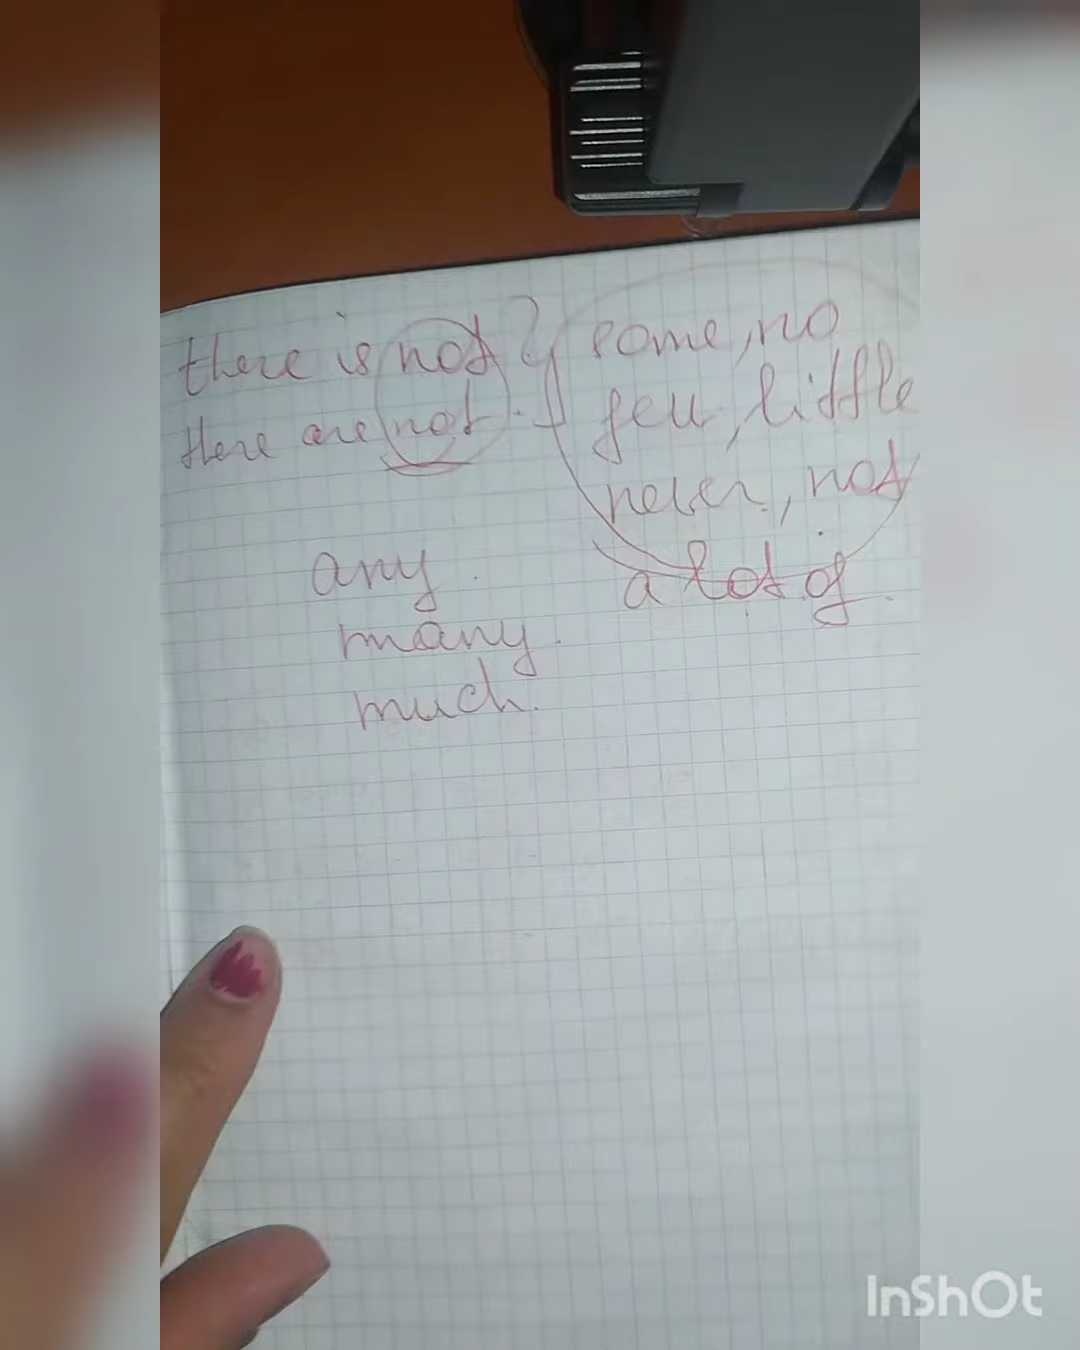 there is not } some, no
there are not. few, little
never, not
any. a lot of.
many.
much.
InShOt